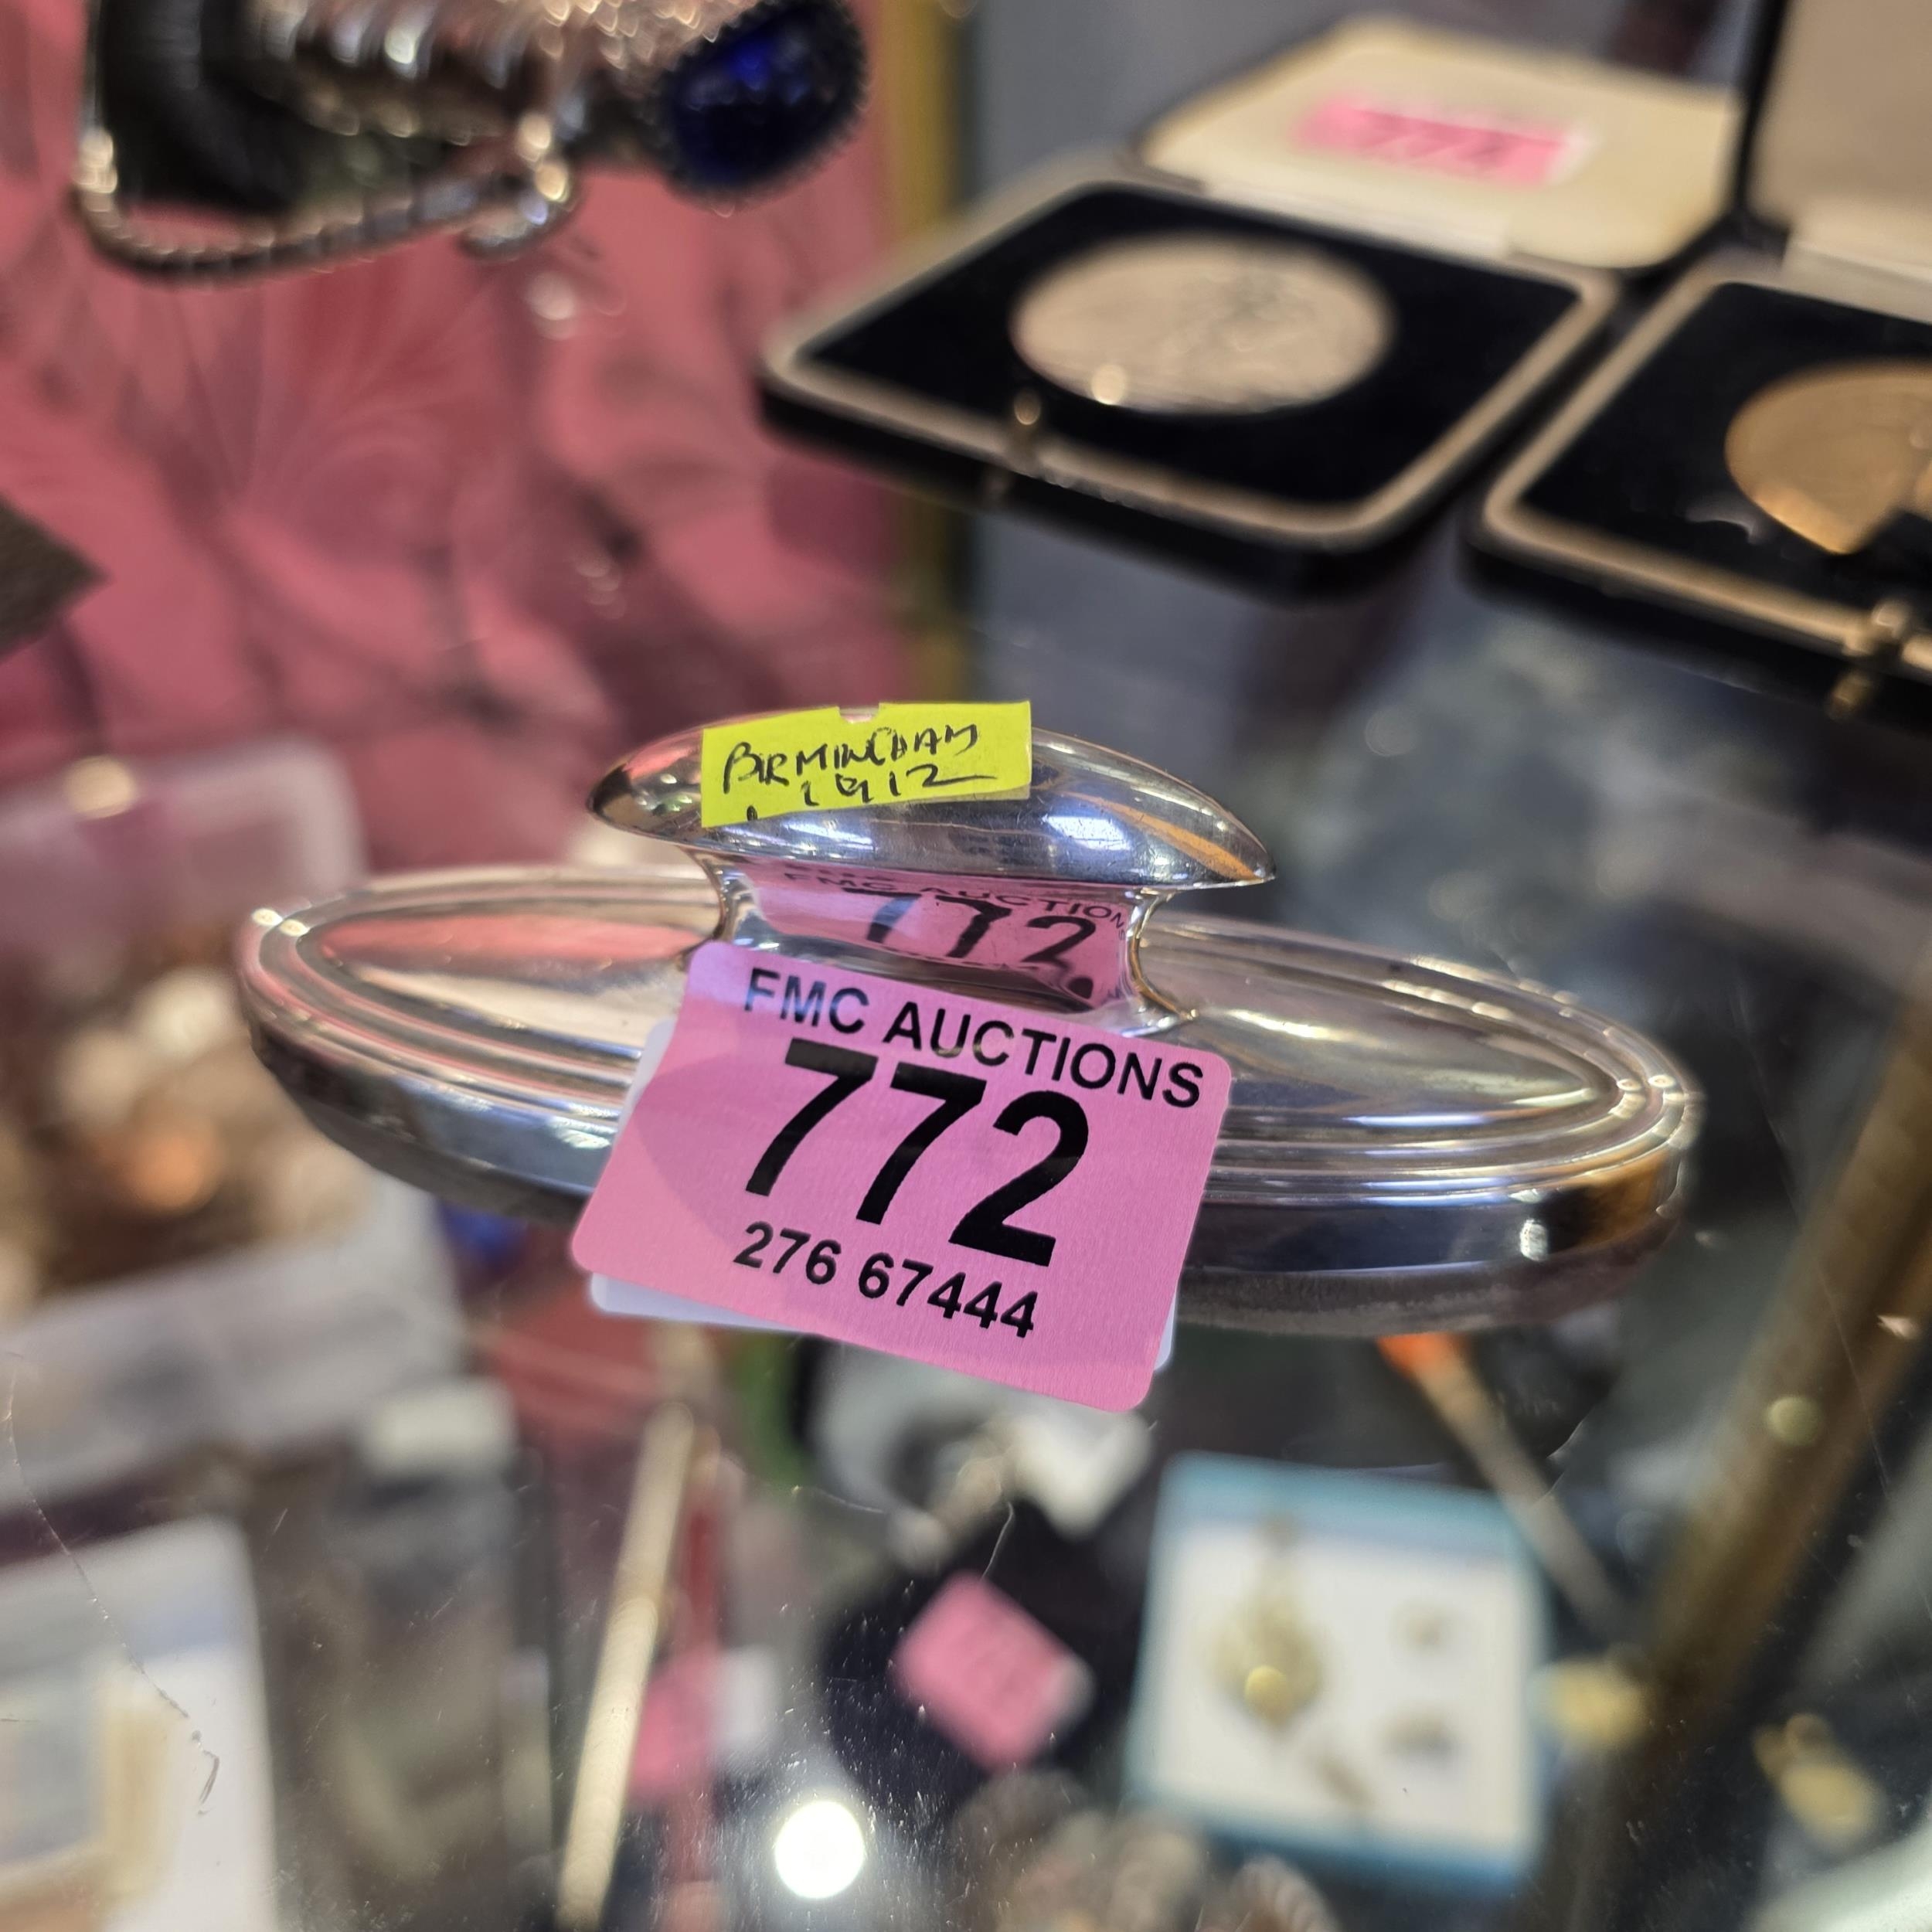 BIRMINGHAM
1912
FMC AUCTIONS
772.
FMC AUCTIONS
772
276 67444